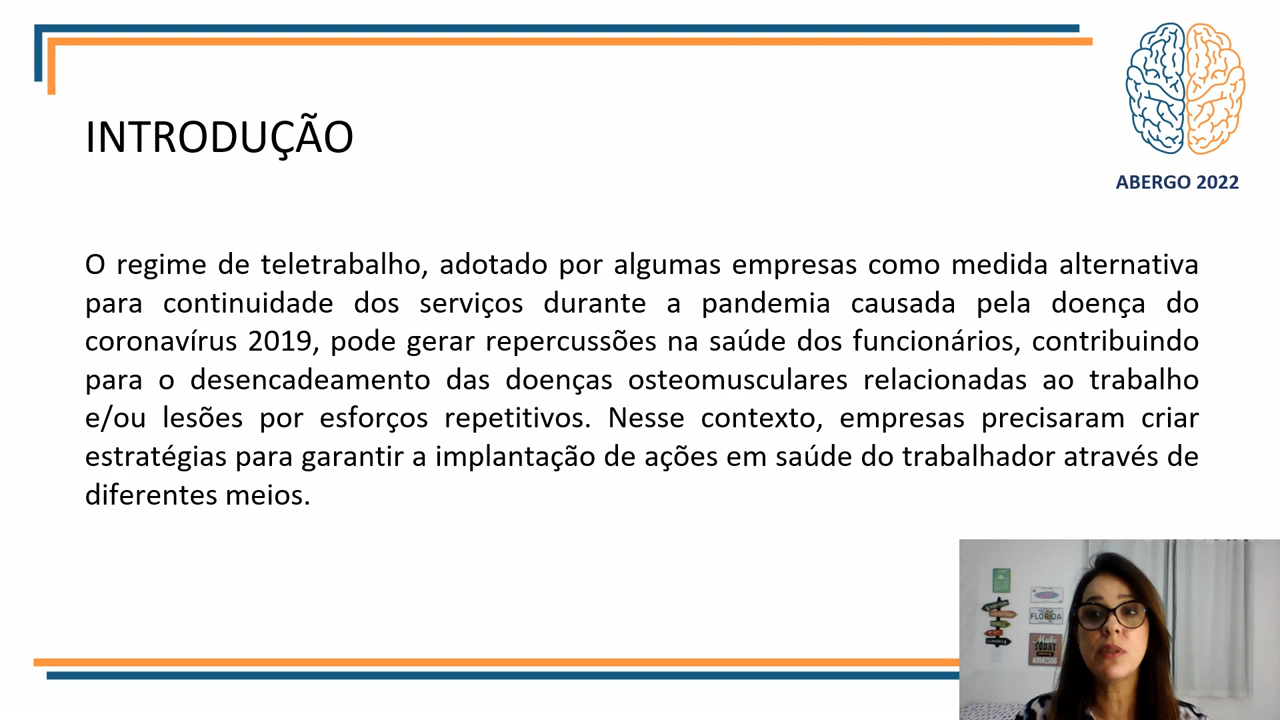 INTRODUÇÃO
ABERGO 2022
O regime de teletrabalho, adotado por algumas empresas como medida alternativa
para continuidade dos serviços durante a pandemia causada pela doença do
coronavírus 2019, pode gerar repercussões na saúde dos funcionários, contribuindo
para o desencadeamento das doenças osteomusculares relacionadas ao trabalho
e/ou lesões por esforços repetitivos. Nesse contexto, empresas precisaram criar
estratégias para garantir a implantação de ações em saúde do trabalhador através de
diferentes meios.
FLORIDA
Make
TODAY